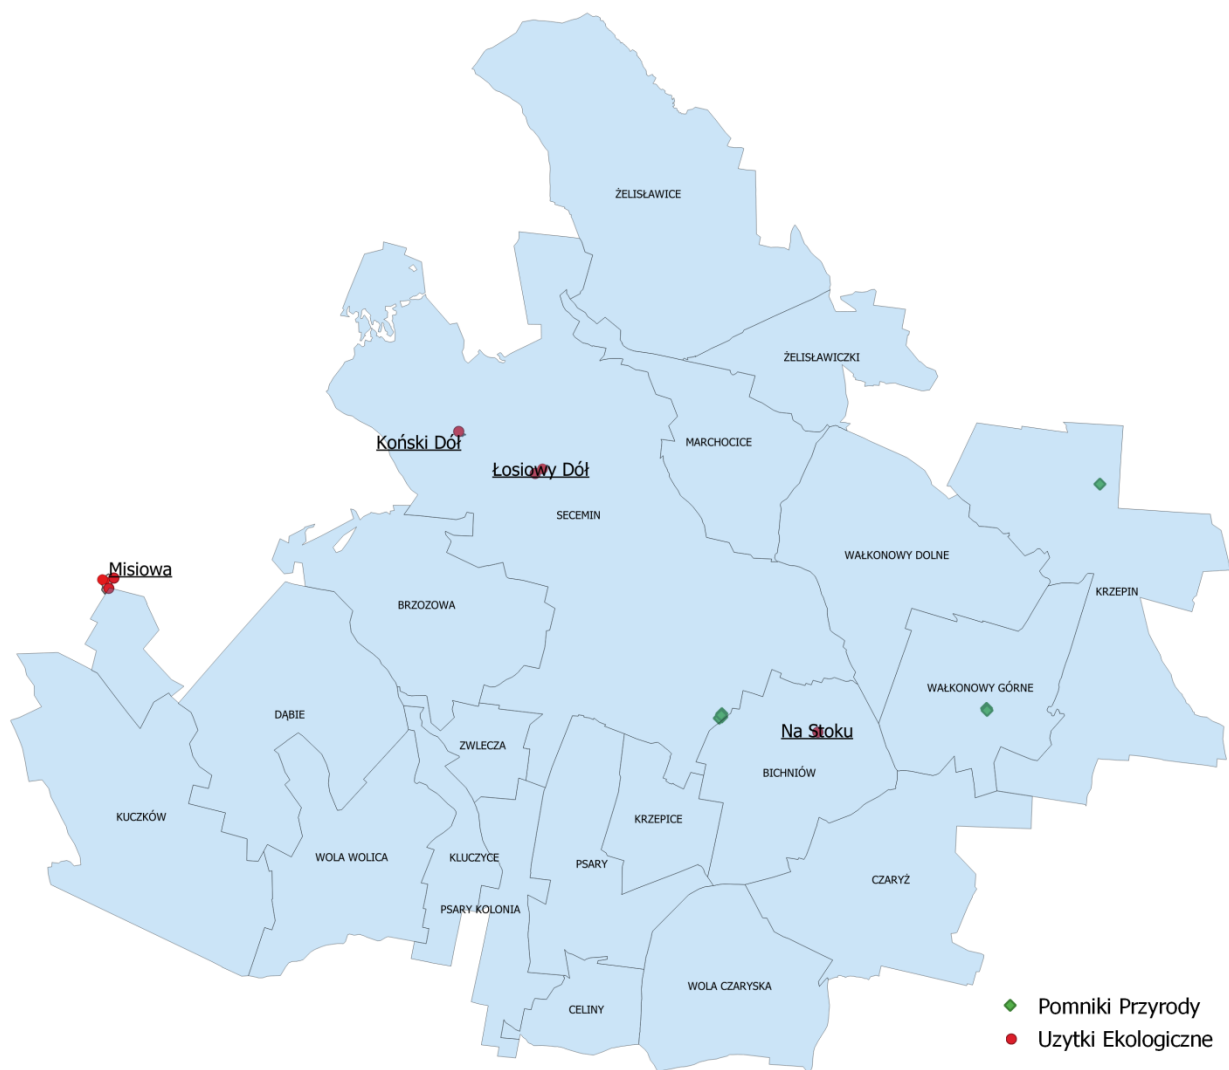 ŻELISŁAWICE
ŻELISŁAWICZKI
Koński Dół
MARCHOCICE
Łosiowy Dół
SECEMIN
WAŁKONOWY DOLNE
Misiowa
KRZEPIN
BRZOZOWA
WAŁKONOWY GÓRNE
DĄBIE
Na Stoku
ZWLECZA
BICHNIÓW
KUCZKÓW
KRZEPICE
WOLA WOLICA
KLUCZYCE
PSARY
CZARYŻ
PSARY KOLONIA
WOLA CZARYSKA
CELINY
Pomniki Przyrody
Uzytki Ekologiczne